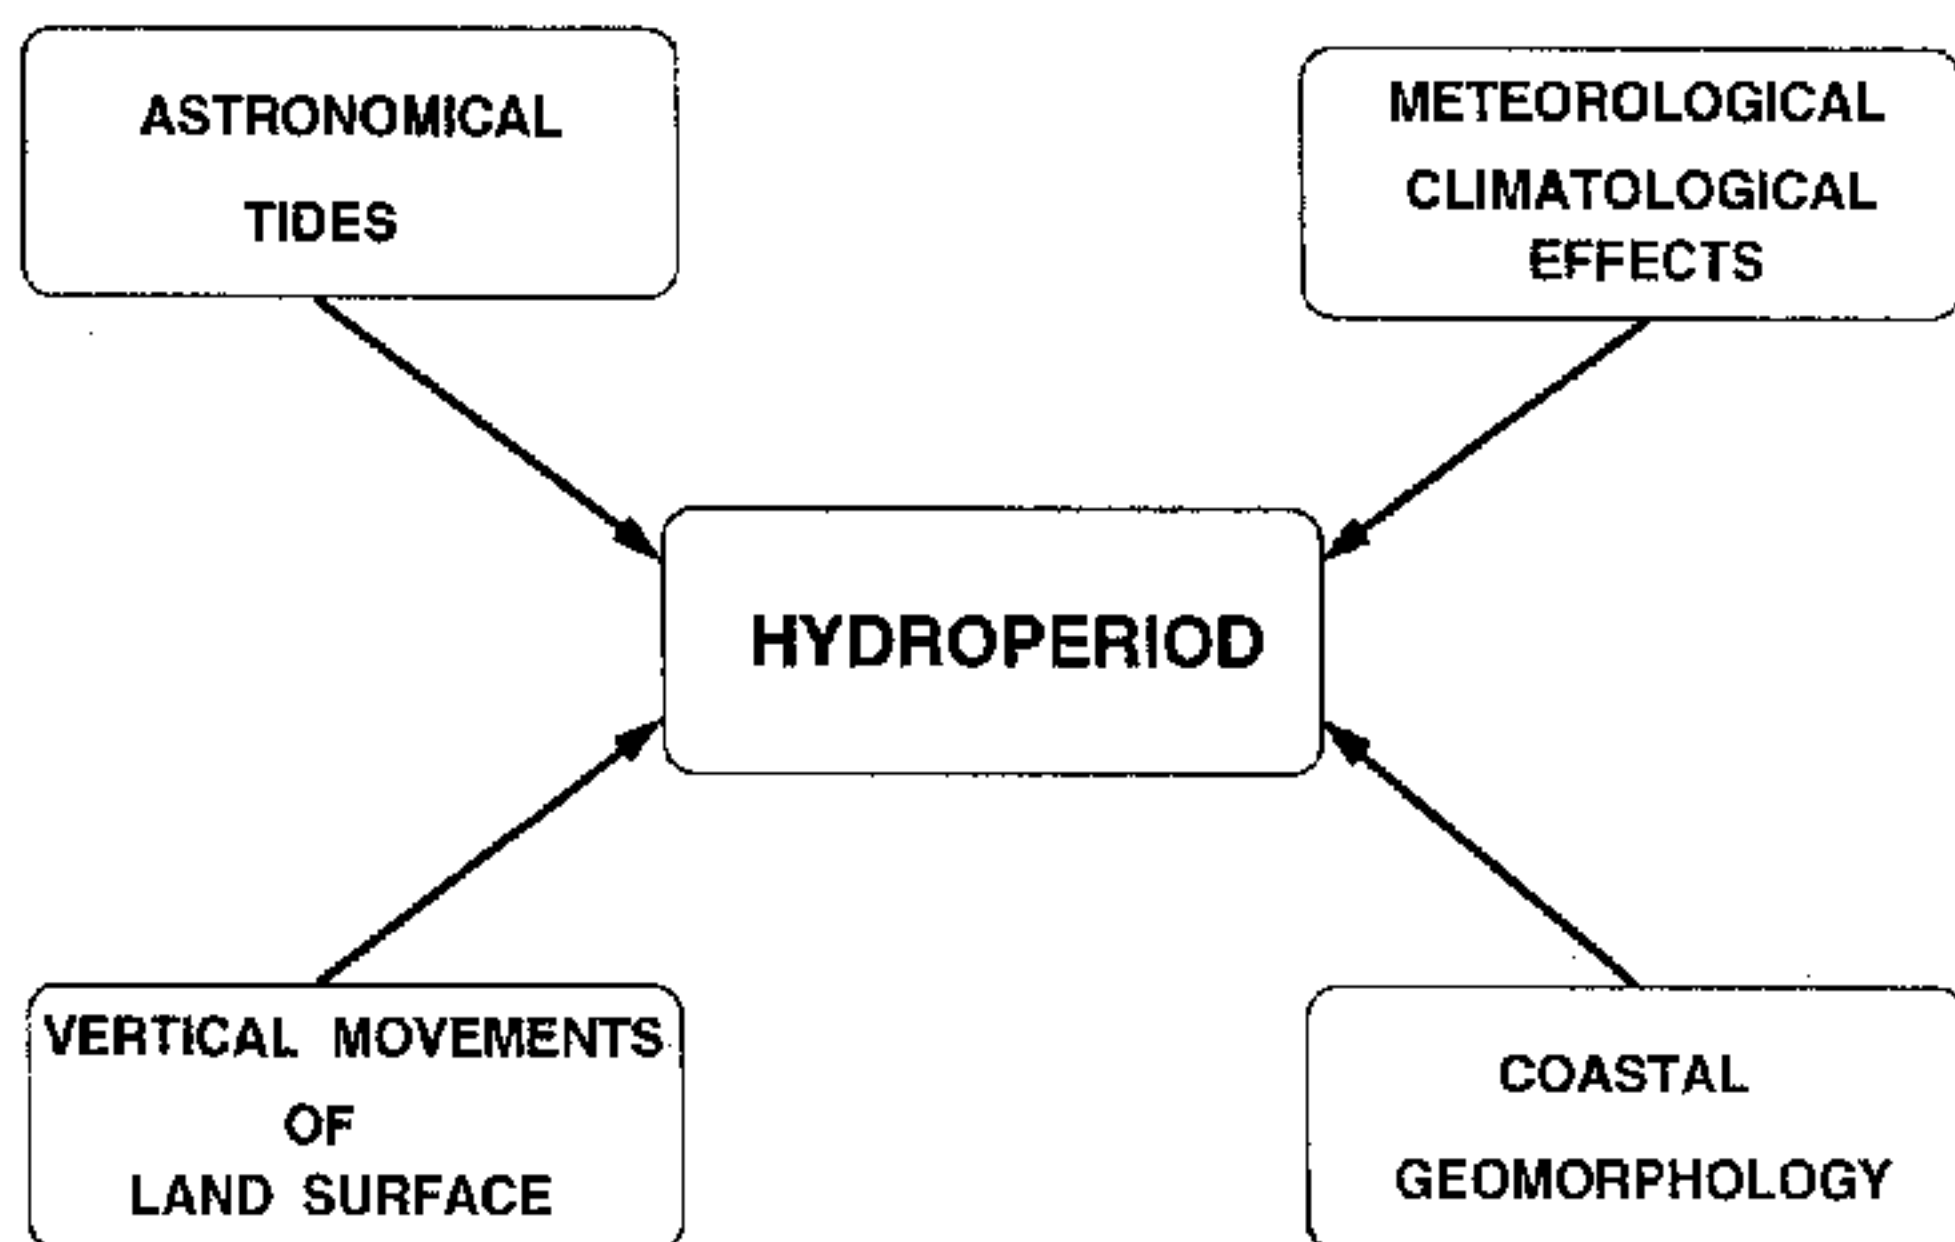 ASTRONOMICAL
TIDES
METEOROLOGICAL
CLIMATOLOGICAL
EFFECTS
HYDROPERIOD
VERTICAL MOVEMENTS
OF
LAND SURFACE
COASTAL
GEOMORPHOLOGY